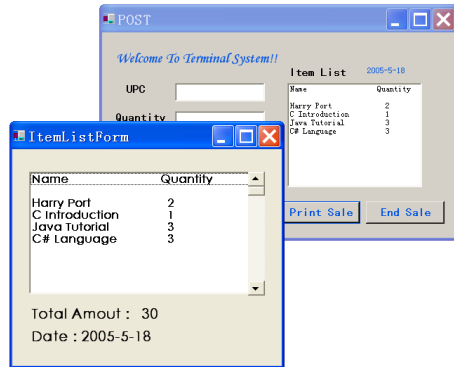 POST
Welcome To Terminal System!!
UPC
Quantity
Item List 2005-5-18
Name Quantity
Harry Port 2
C Introduction 1
Java Tutorial 3
C# Language 3
Print Sale End Sale
ItemListForm
Name Quantity
Harry Port 2
C Introduction 1
Java Tutorial 3
C# Language 3
Total Amout : 30
Date : 2005-5-18